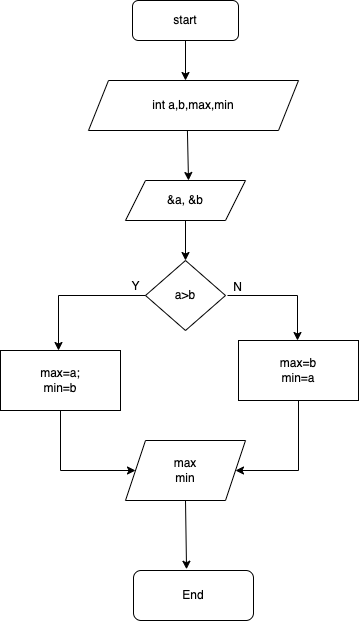 start
int a,b,max,min
&a, &b
a>b
Y
N
max=a;
min=b
max=b
min=a
max
min
End